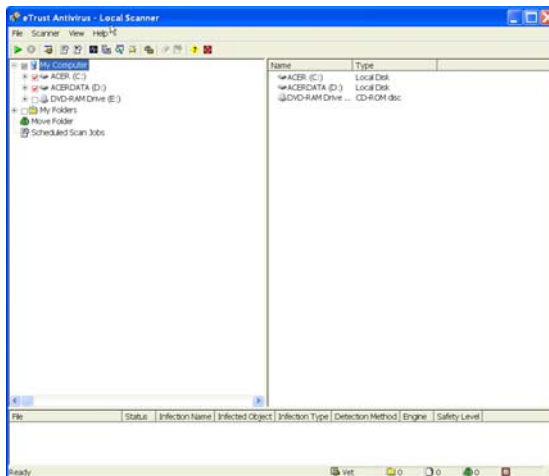 eTrust Antivirus - Local Scanner
File Scanner View Help
My Computer
ACER (C:)
ACERDATA (D:)
DVD-RAM Drive (E:)
My Folders
Move Folder
Scheduled Scan Jobs
Name Type
ACER (C:) Local Disk
ACERDATA (D:) Local Disk
DVD-RAM Drive ... CD-ROM disc
File Status Infection Name Infected Object Infection Type Detection Method Engine Safety Level
Ready Vet 0 0 0